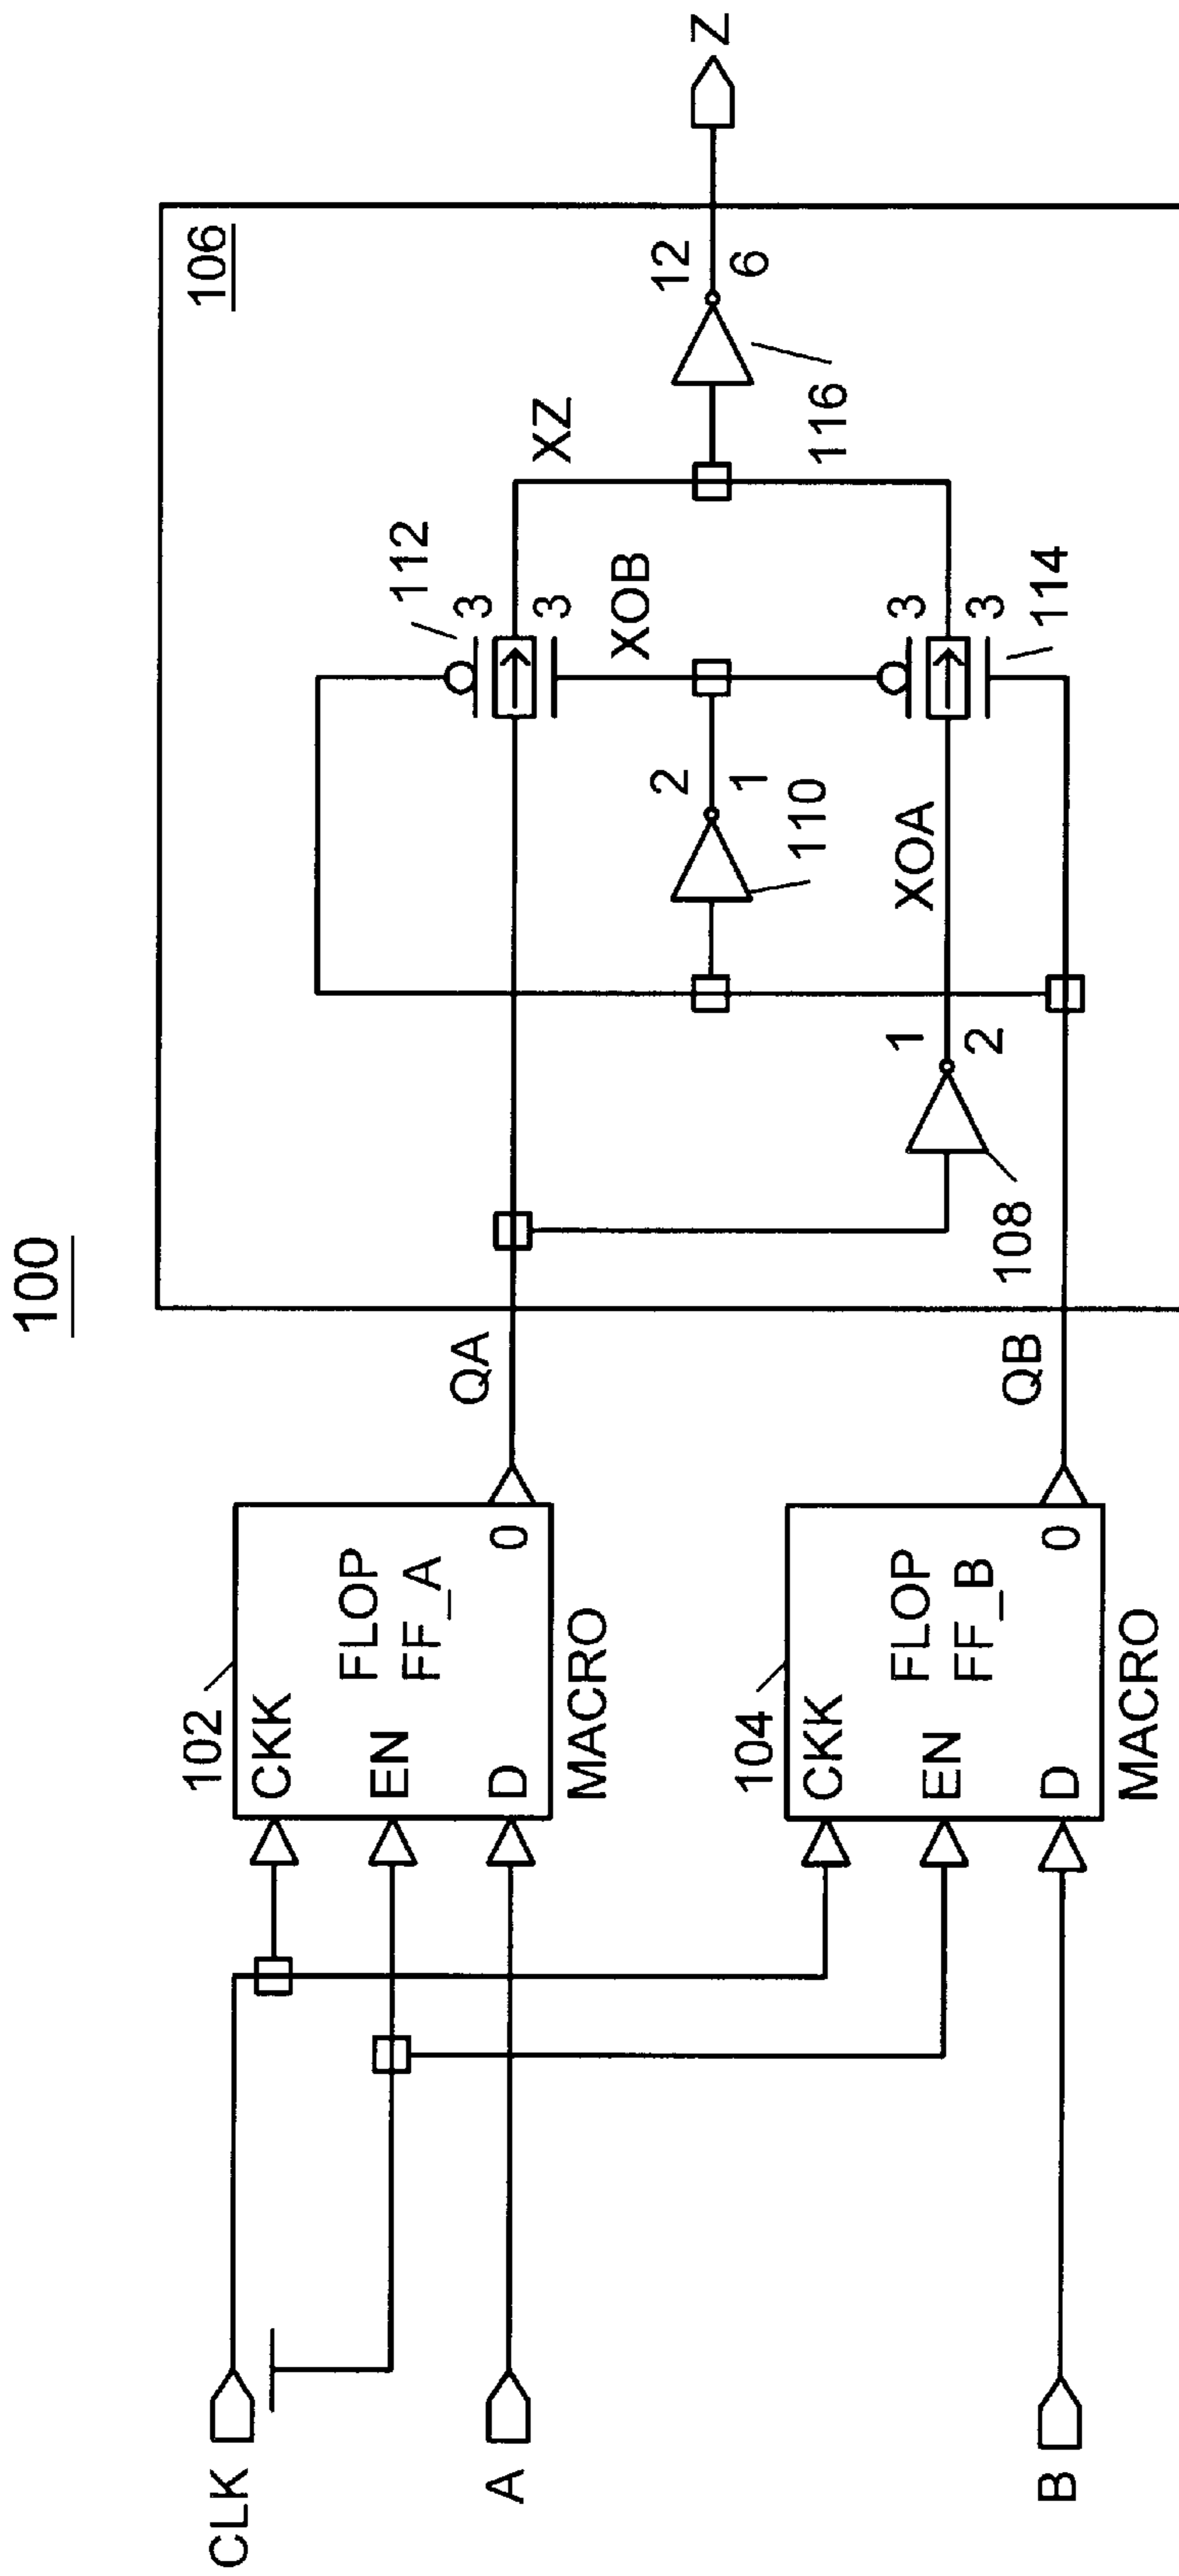 100
106
CLK
A
B
102
CKK
EN
D
FLOP
FF_A
0
MACRO
104
CKK
EN
D
FLOP
FF_B
0
MACRO
QA
QB
108
1
2
XOA
110
2
1
XOB
112
3
3
114
3
3
XZ
116
12
6
Z